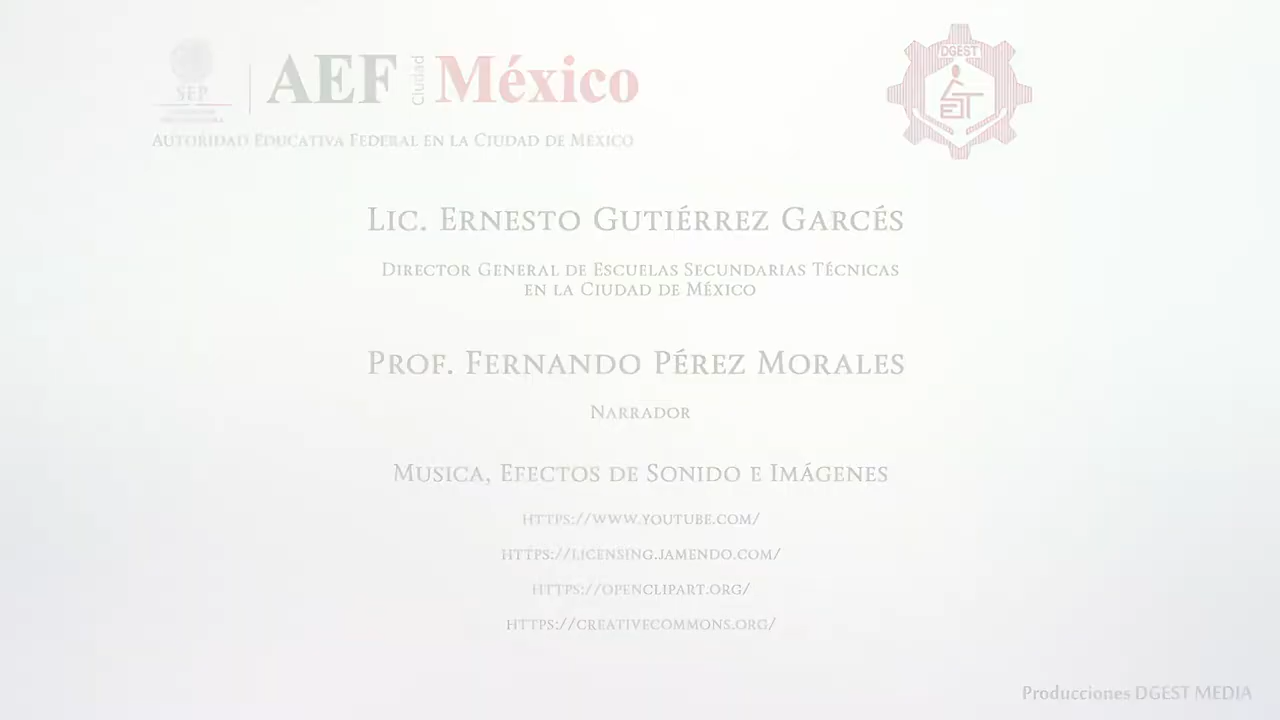 SEP
AEF Ciudad México
AUTORIDAD EDUCATIVA FEDERAL EN LA CIUDAD DE MÉXICO
DGEST
LIC. ERNESTO GUTIÉRREZ GARCÉS
DIRECTOR GENERAL DE ESCUELAS SECUNDARIAS TÉCNICAS
EN LA CIUDAD DE MÉXICO
PROF. FERNANDO PÉREZ MORALES
NARRADOR
MUSICA, EFECTOS DE SONIDO E IMÁGENES
HTTPS://WWW.YOUTUBE.COM/
HTTPS://LICENSING.JAMENDO.COM/
HTTPS://OPENCLIPART.ORG/
HTTPS://CREATIVECOMMONS.ORG/
Producciones DGEST MEDIA